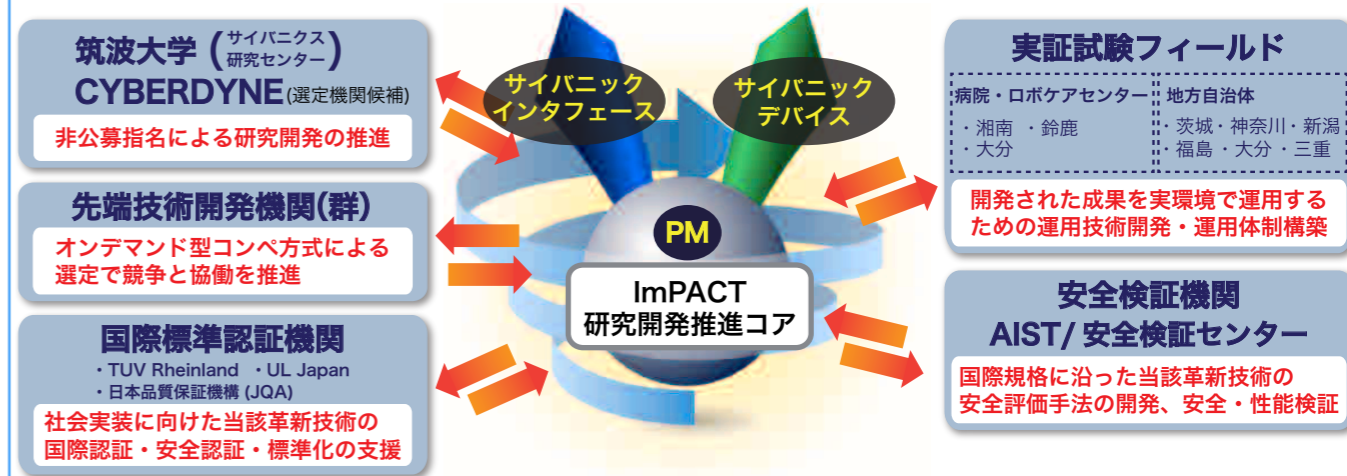 筑波大学 (サイバニクス研究センター)
CYBERDYNE(選定機関候補)
非公募指名による研究開発の推進
先端技術開発機関(群)
オンデマンド型コンペ方式による
選定で競争と協働を推進
国際標準認証機関
・TUV Rheinland ・UL Japan
・日本品質保証機構 (JQA)
社会実装に向けた当該革新技術の
国際認証・安全認証・標準化の支援
サイバニック
インタフェース
サイバニック
デバイス
PM
ImPACT
研究開発推進コア
実証試験フィールド
病院・ロボケアセンター
・湘南 ・鈴鹿
・大分
地方自治体
・茨城・神奈川・新潟
・福島・大分・三重
開発された成果を実環境で運用する
ための運用技術開発・運用体制構築
安全検証機関
AIST/ 安全検証センター
国際規格に沿った当該革新技術の
安全評価手法の開発、安全・性能検証